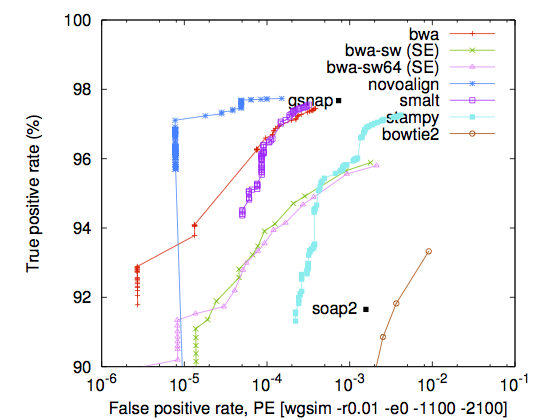 100
98
96
94
92
90
True positive rate (%)
bwa
bwa-sw (SE)
bwa-sw64 (SE)
novoalign
gsnap
smalt
stampy
bowtie2
soap2
10-6
10-5
10-4
10-3
10-2
10-1
False positive rate, PE [wgsim -r0.01 -e0 -1100 -2100]